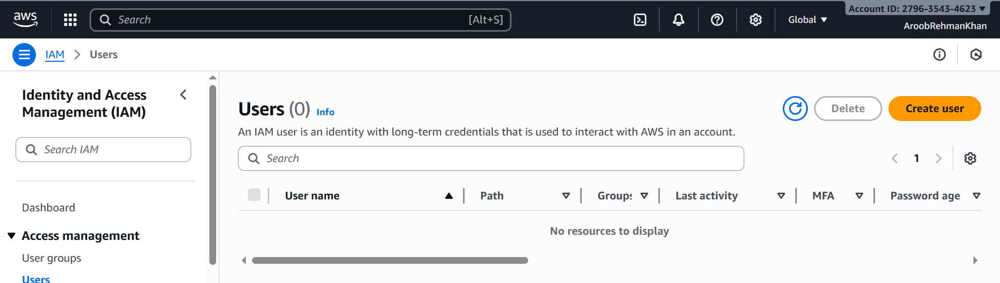 aws
Search [Alt+S]
Global
Account ID: 2796-3543-4623
AroobRehmanKhan
IAM > Users
Identity and Access
Management (IAM)
Search IAM
Dashboard
Access management
User groups
Users
Users (0) Info
Delete
Create user
An IAM user is an identity with long-term credentials that is used to interact with AWS in an account.
Search
1
User name Path Groups Last activity MFA Password age
No resources to display